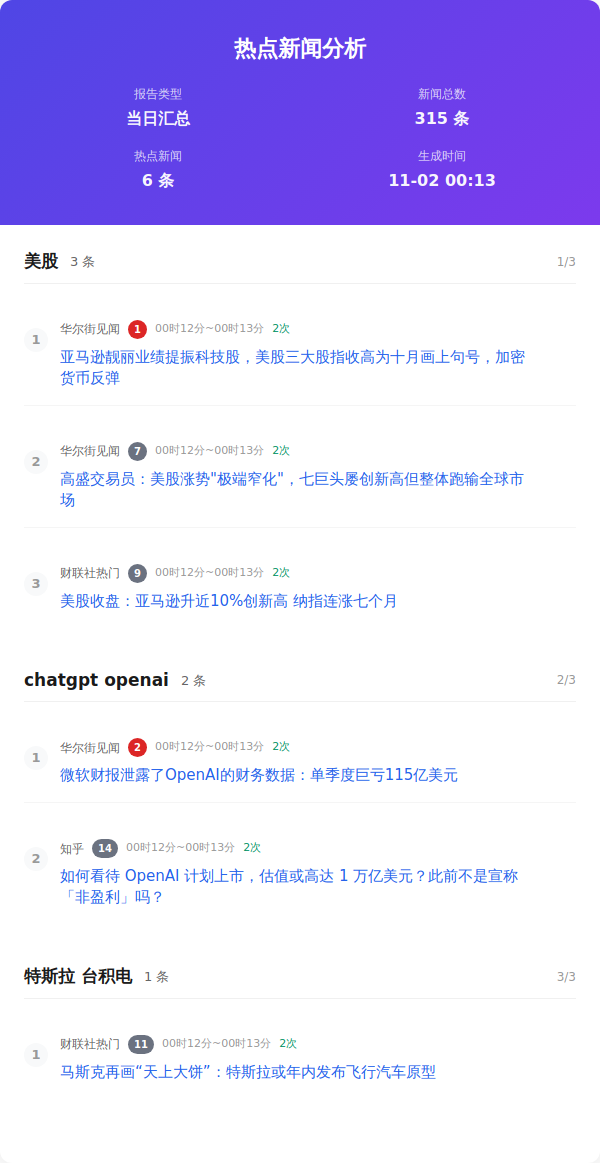 热点新闻分析
报告类型
当日汇总
新闻总数
315 条
热点新闻
6 条
生成时间
11-02 00:13
美股 3 条 1/3
1 华尔街见闻 1 00时12分~00时13分 2次
亚马逊靓丽业绩提振科技股，美股三大股指收高为十月画上句号，加密
货币反弹
2 华尔街见闻 7 00时12分~00时13分 2次
高盛交易员：美股涨势"极端窄化"，七巨头屡创新高但整体跑输全球市
场
3 财联社热门 9 00时12分~00时13分 2次
美股收盘：亚马逊升近10%创新高 纳指连涨七个月
chatgpt openai 2 条 2/3
1 华尔街见闻 2 00时12分~00时13分 2次
微软财报泄露了OpenAI的财务数据：单季度巨亏115亿美元
2 知乎 14 00时12分~00时13分 2次
如何看待 OpenAI 计划上市，估值或高达 1 万亿美元？此前不是宣称
「非盈利」吗？
特斯拉 台积电 1 条 3/3
1 财联社热门 11 00时12分~00时13分 2次
马斯克再画“天上大饼”：特斯拉或年内发布飞行汽车原型